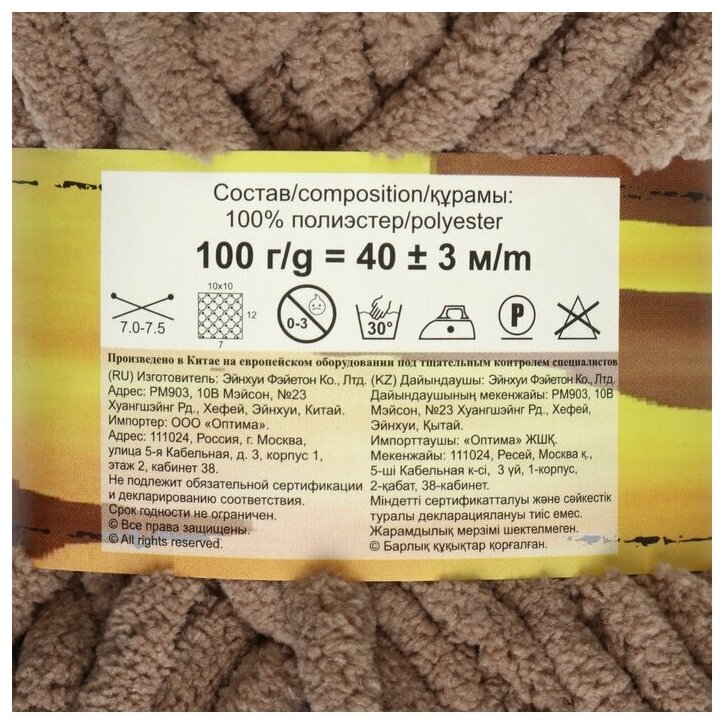 Состав/composition/құрамы:
100% полиэстер/polyester
100 г/g = 40 ± 3 м/m
10x10
12
7
7.0-7.5
0-3
30°
P
Произведено в Китае на европейском оборудовании под тщательным контролем специалистов
(RU) Изготовитель: Эйнхуи Фэйетон Ко., Лтд.
Адрес: РМ903, 10В Мэйсон, №23
Хуангшэйнг Рд., Хефей, Эйнхуи, Китай.
Импортер: ООО «Оптима».
Адрес: 111024, Россия, г. Москва,
улица 5-я Кабельная, д. 3, корпус 1,
этаж 2, кабинет 38.
Не подлежит обязательной сертификации
и декларированию соответствия.
Срок годности не ограничен.
© Все права защищены.
© All rights reserved.
(KZ) Дайындаушы: Эйнхуи Фэйетон Ко., Лтд.
Дайындаушының мекенжайы: РМ903, 10В
Мэйсон, №23 Хуангшэйнг Рд., Хефей,
Эйнхуи, Қытай.
Импорттаушы: «Оптима» ЖШҚ.
Мекенжайы: 111024, Ресей, Москва қ.,
5-ші Кабельная к-сі, 3 үй, 1-корпус,
2-қабат, 38-кабинет.
Міндетті сертификатталуы және сәйкестік
туралы декларациялануы тиіс емес.
Жарамдылық мерзімі шектелмеген.
© Барлық құқықтар қорғалған.